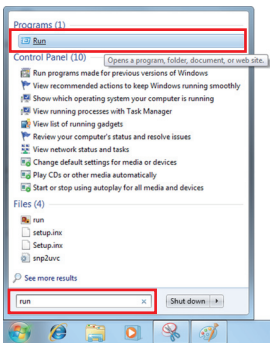 Programs (1)
Run
Control Panel (10)
Opens a program, folder, document, or web site.
Run programs made for previous versions of Windows
View recommended actions to keep Windows running smoothly
Show which operating system your computer is running
View running processes with Task Manager
View list of running gadgets
Review your computer's status and resolve issues
View network status and tasks
Change default settings for media or devices
Play CDs or other media automatically
Start or stop using autoplay for all media and devices
Files (4)
run
setup.inx
Setup.inx
snp2uvc
See more results
run
Shut down